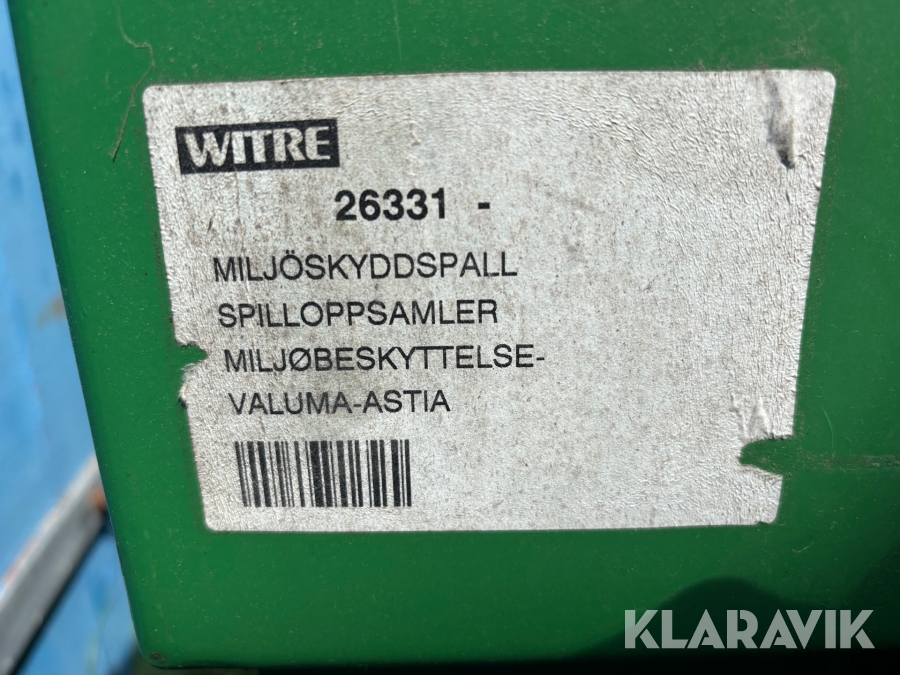 WITRE
26331 -
MILJÖSKYDDSPALL
SPILLOPPSAMLER
MILJØBESKYTTELSE-
VALUMA-ASTIA
KLARAVIK